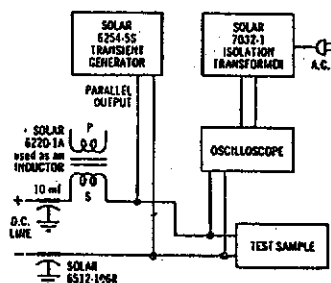 SOLAR
6254-5S
TRANSIENT
GENERATOR
SOLAR
7032-1
ISOLATION
TRANSFORMER
A.C.
PARALLEL
OUTPUT
SOLAR
6220-1A
used as an
INDUCTOR
P
S
OSCILLOSCOPE
+
10 mf
D.C.
LINE
TEST SAMPLE
SOLAR
6512-106R